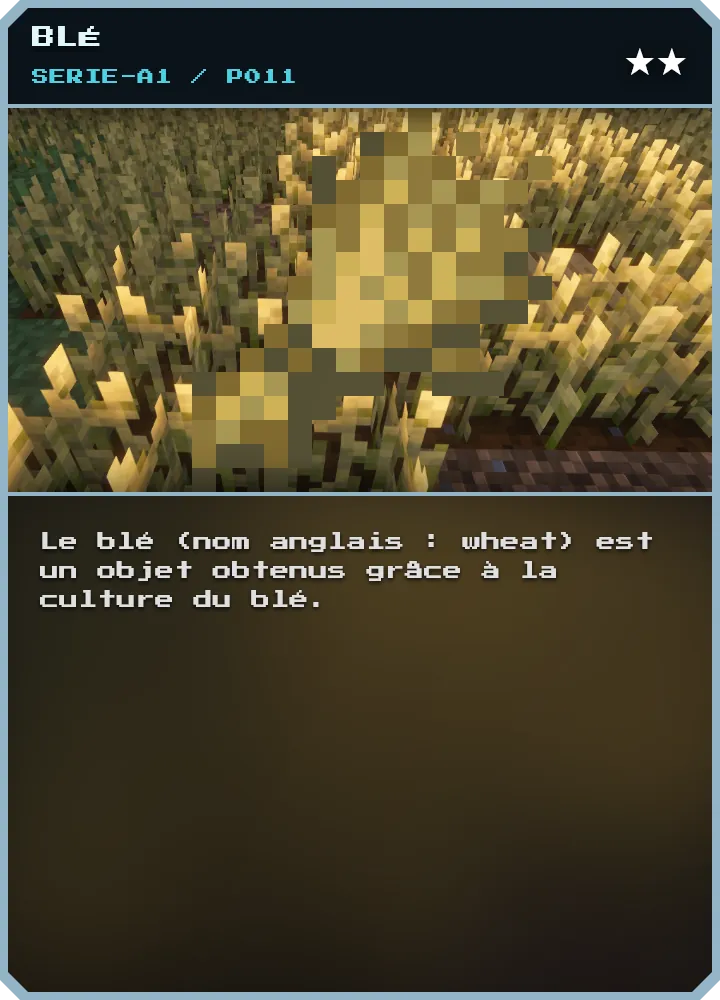 BLé
SERIE-A1 / P011
★★
Le blé (nom anglais : wheat) est
un objet obtenus grâce à la
culture du blé.